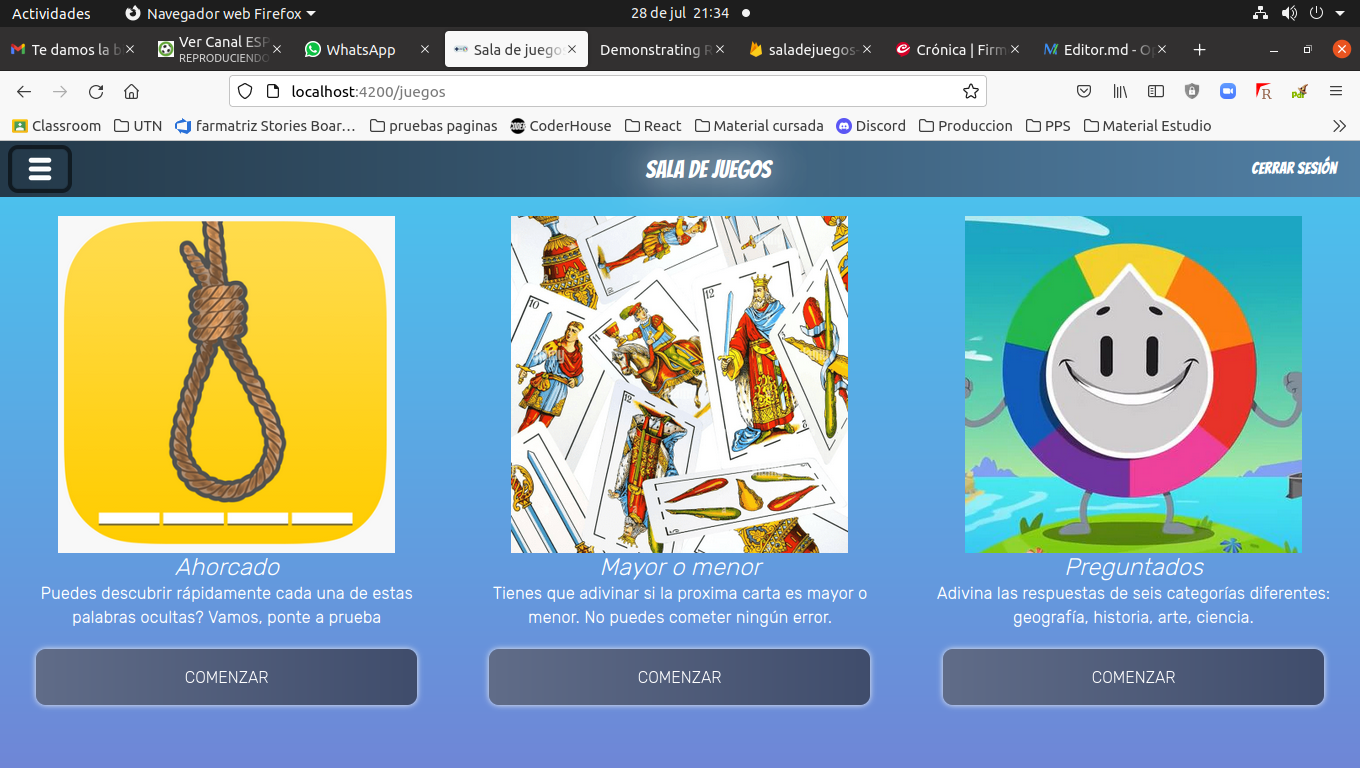 Actividades
Navegador web Firefox
28 de jul 21:34
Te damos la b
Ver Canal ESP
REPRODUCIENDO
WhatsApp
Sala de juego
Demonstrating R
saladejuegos-
Crónica | Firm
Editor.md - Op
localhost:4200/juegos
Classroom
UTN
farmatriz Stories Boar…
pruebas paginas
CoderHouse
React
Material cursada
Discord
Produccion
PPS
Material Estudio
SALA DE JUEGOS
CERRAR SESIÓN
10
11
12
12
Ahorcado
Puedes descubrir rápidamente cada una de estas
palabras ocultas? Vamos, ponte a prueba
COMENZAR
Mayor o menor
Tienes que adivinar si la proxima carta es mayor o
menor. No puedes cometer ningún error.
COMENZAR
Preguntados
Adivina las respuestas de seis categorías diferentes:
geografía, historia, arte, ciencia.
COMENZAR